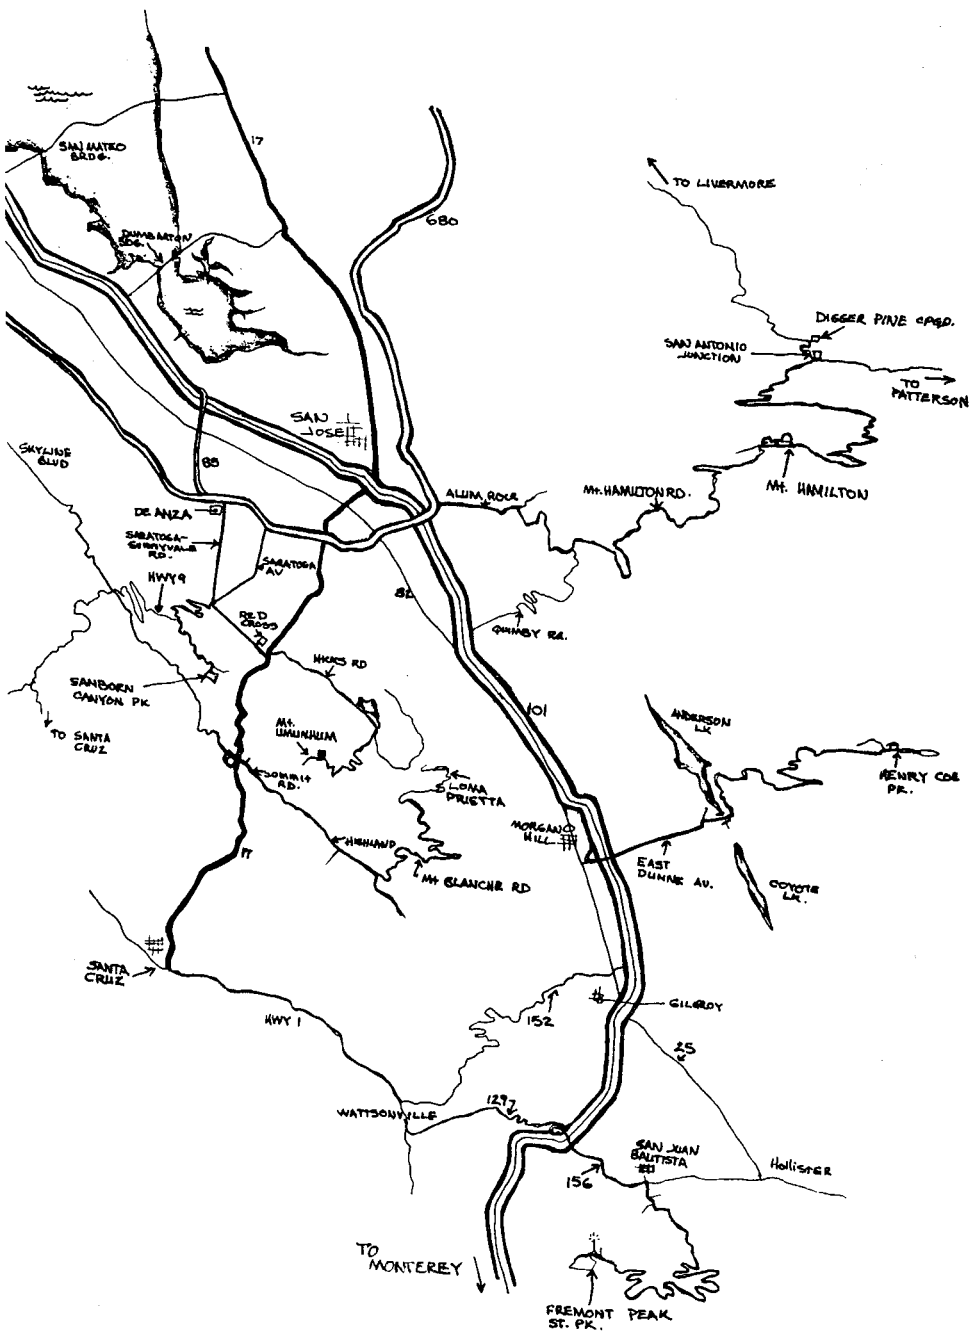 SAN MATEO
BRDG.
17
680
TO LIVERMORE
DUMBARTON
BDG.
DIGGER PINE CPGD.
SAN ANTONIO
JUNCTION
TO
PATTERSON
SAN
JOSE
SKYLINE
BLVD
85
ALUM ROCK
Mt. HAMILTON RD.
Mt. HAMILTON
DE ANZA
SARATOGA-
SUNNYVALE
RD.
SARATOGA
AV
HWY 9
82
RED
CROSS
QUIMBY RD.
HICKS RD
SANBORN
CANYON PK
101
ANDERSON
LK
TO SANTA
CRUZ
Mt.
UMUNHUM
SUMMIT
RD.
LOMA
PRIETTA
HENRY COE
PK.
MORGAN
HILL
HIGHLAND
17
EAST
DUNNE AV.
Mt BLANCHE RD
COYOTE
LK.
SANTA
CRUZ
152
GILROY
HWY 1
25
129
WATTSONVILLE
SAN JUAN
BAUTISTA
HOLLISTER
156
TO
MONTEREY
FREMONT PEAK
ST. PK.